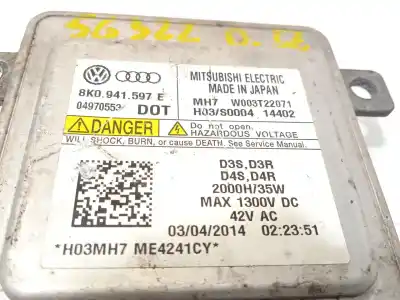 8K0.941.597 E
04970553 DOT
MITSUBISHI ELECTRIC
MADE IN JAPAN
MH7 W003T22071
H03/S0004 14402
DANGER
Do not open.
HAZARDOUS VOLTAGE
WILL SHOCK, BURN, or cause DEATH. See Service Manual.
D3S,D3R
D4S,D4R
2000H/35W
MAX 1300V DC
42V AC
03/04/2014 02:23:51
*H03MH7 ME4241CY*